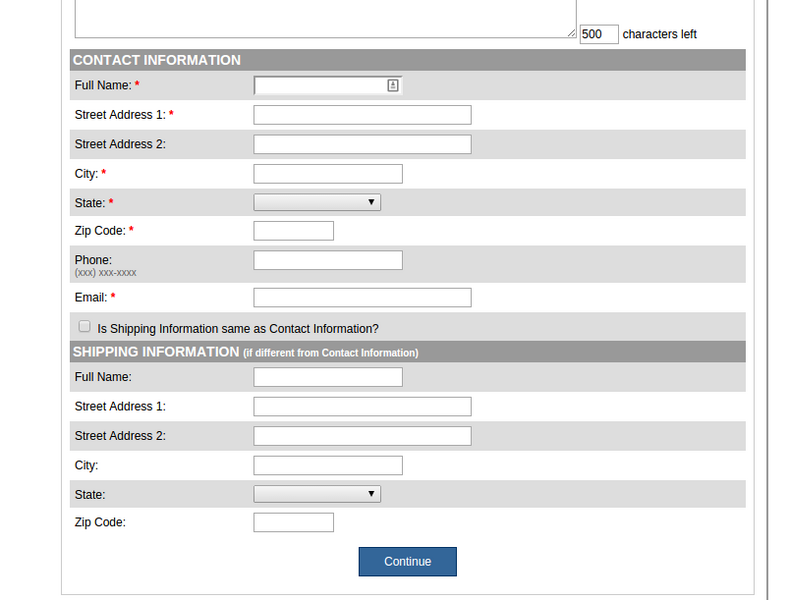 500 characters left
CONTACT INFORMATION
Full Name: *
Street Address 1: *
Street Address 2:
City: *
State: *
Zip Code: *
Phone:
(xxx) xxx-xxxx
Email: *
Is Shipping Information same as Contact Information?
SHIPPING INFORMATION (if different from Contact Information)
Full Name:
Street Address 1:
Street Address 2:
City:
State:
Zip Code:
Continue